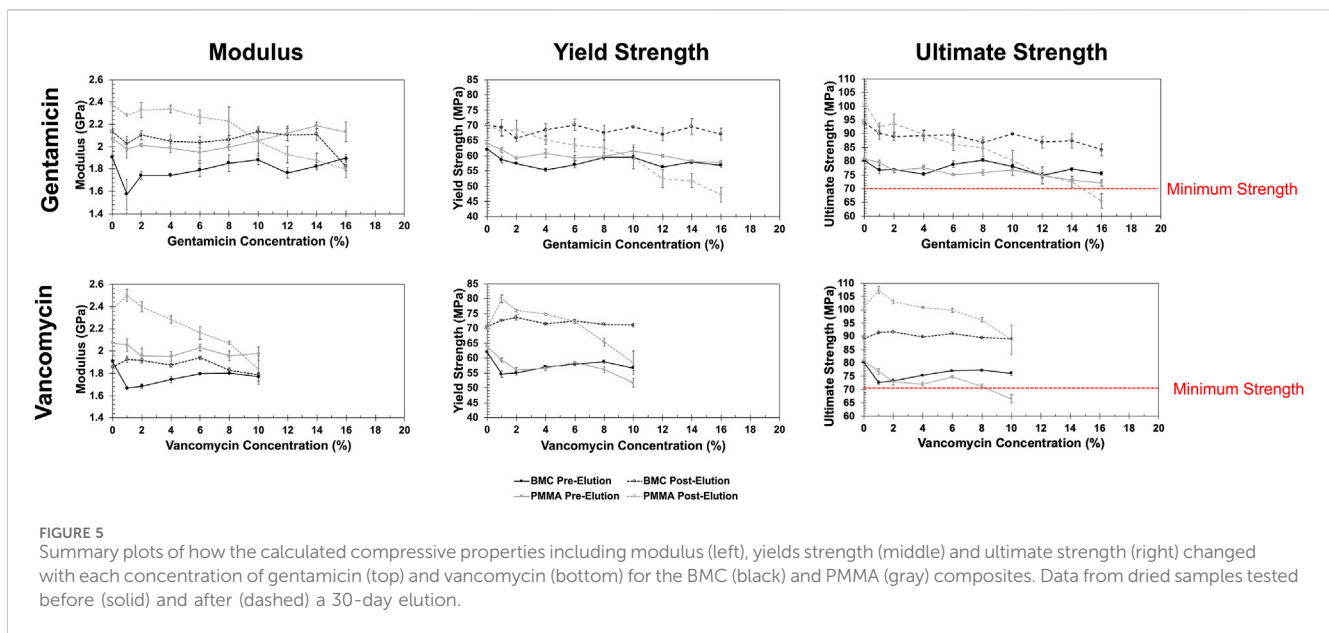 Modulus
Yield Strength
Ultimate Strength
Gentamicin
Modulus (GPa)
2.6
2.4
2.2
2
1.8
1.6
1.4
0 2 4 6 8 10 12 14 16 18 20
Gentamicin Concentration (%)
Yield Strength (MPa)
85
80
75
70
65
60
55
50
45
40
0 2 4 6 8 10 12 14 16 18 20
Gentamicin Concentration (%)
Ultimate Strength (MPa)
110
105
100
95
90
85
80
75
70
65
60
0 2 4 6 8 10 12 14 16 18 20
Gentamicin Concentration (%)
Minimum Strength
Vancomycin
Modulus (GPa)
2.6
2.4
2.2
2
1.8
1.6
1.4
0 2 4 6 8 10 12 14 16 18 20
Vancomycin Concentration (%)
Yield Strength (MPa)
85
80
75
70
65
60
55
50
45
40
0 2 4 6 8 10 12 14 16 18 20
Vancomycin Concentration (%)
Ultimate Strength (MPa)
110
105
100
95
90
85
80
75
70
65
60
0 2 4 6 8 10 12 14 16 18 20
Vancomycin Concentration (%)
Minimum Strength
BMC Pre-Elution BMC Post-Elution
PMMA Pre-Elution PMMA Post-Elution
FIGURE 5
Summary plots of how the calculated compressive properties including modulus (left), yields strength (middle) and ultimate strength (right) changed
with each concentration of gentamicin (top) and vancomycin (bottom) for the BMC (black) and PMMA (gray) composites. Data from dried samples tested
before (solid) and after (dashed) a 30-day elution.